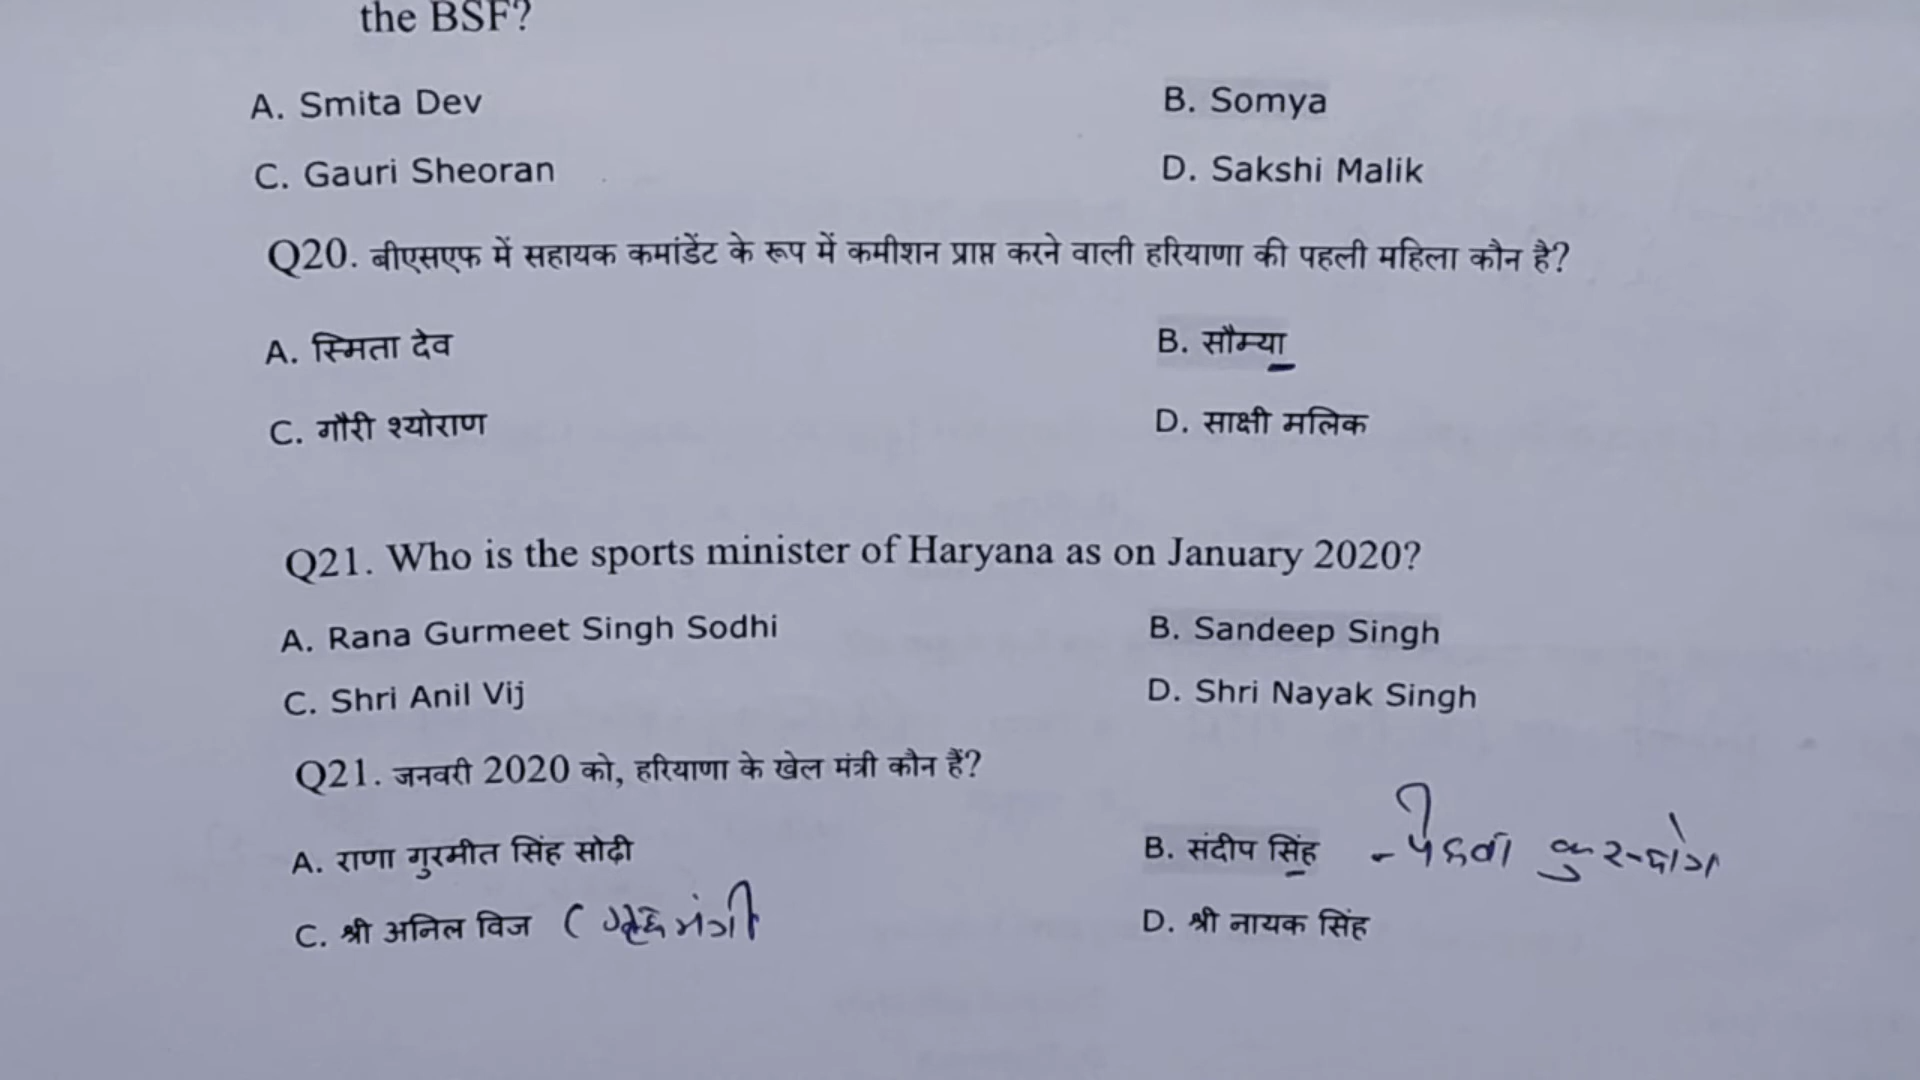 the BSF?
A. Smita Dev B. Somya
C. Gauri Sheoran D. Sakshi Malik
Q20. बीएसएफ में सहायक कमांडेंट के रूप में कमीशन प्राप्त करने वाली हरियाणा की पहली महिला कौन है?
A. स्मिता देव B. सौम्या
C. गौरी श्योराण D. साक्षी मलिक
Q21. Who is the sports minister of Haryana as on January 2020?
A. Rana Gurmeet Singh Sodhi B. Sandeep Singh
C. Shri Anil Vij D. Shri Nayak Singh
Q21. जनवरी 2020 को, हरियाणा के खेल मंत्री कौन हैं?
A. राणा गुरमीत सिंह सोढ़ी B. संदीप सिंह
C. श्री अनिल विज ( गृह मंत्री D. श्री नायक सिंह